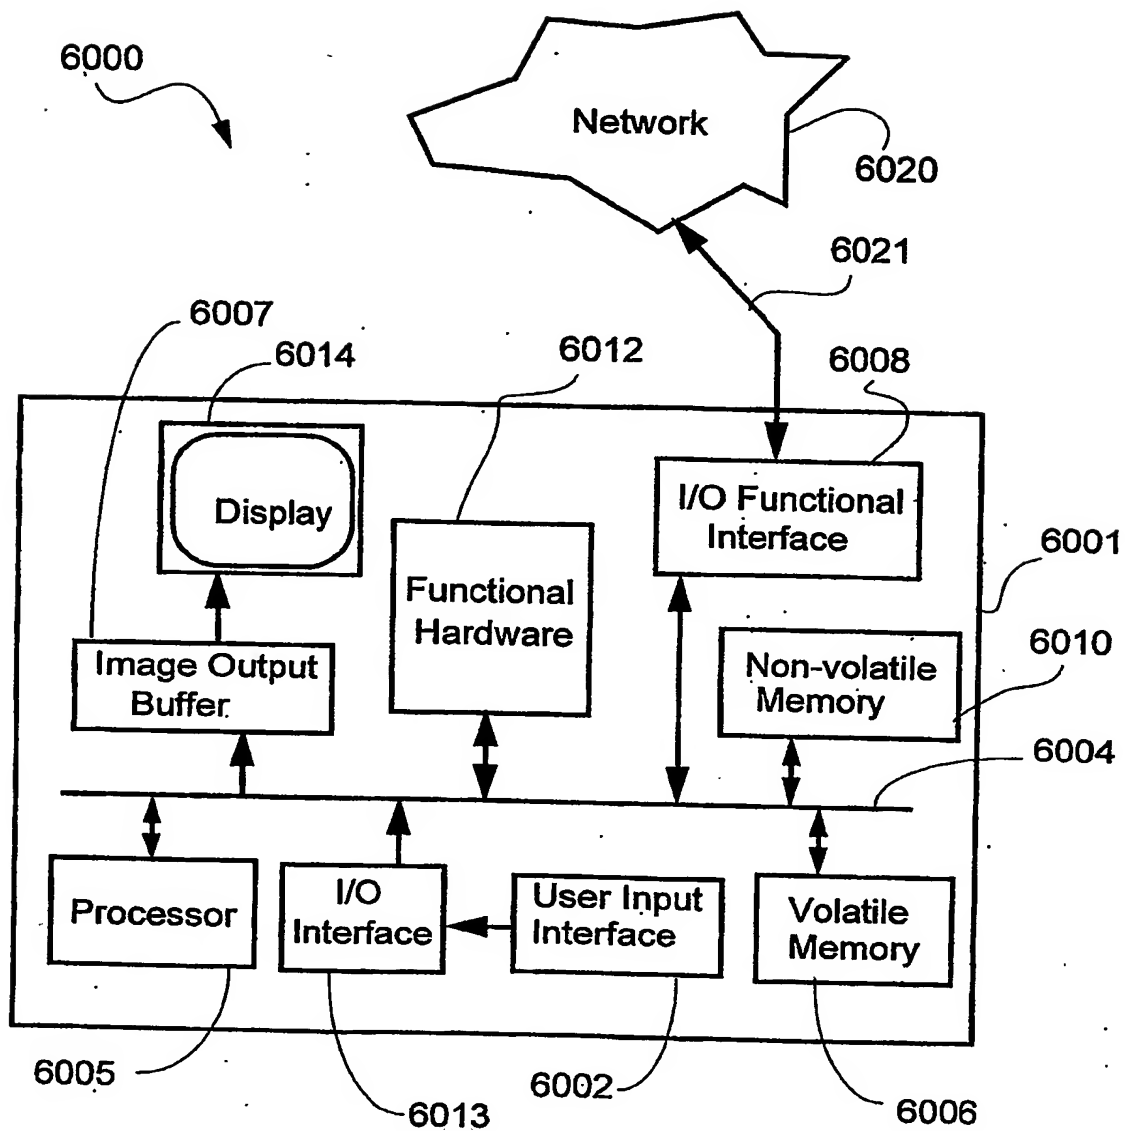 6000
Network
6020
6021
6007
6014
6012
6008
Display
I/O Functional
Interface
6001
Functional
Hardware
Image Output
Buffer
Non-volatile
Memory
6010
6004
Processor
I/O
Interface
User Input
Interface
Volatile
Memory
6005
6013
6002
6006